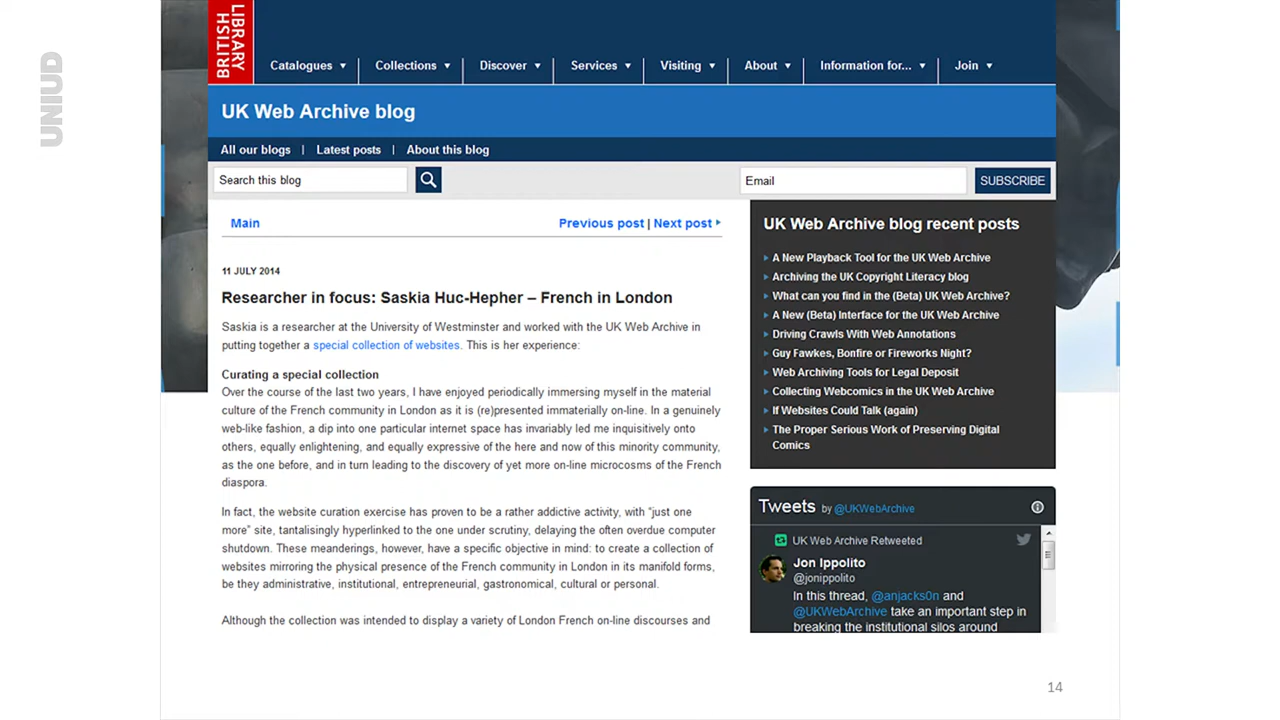 UNIUD
BRITISH
LIBRARY
Catalogues
Collections
Discover
Services
Visiting
About
Information for...
Join
UK Web Archive blog
All our blogs | Latest posts | About this blog
Search this blog
Email
SUBSCRIBE
Main
Previous post | Next post
11 JULY 2014
Researcher in focus: Saskia Huc-Hepher – French in London
Saskia is a researcher at the University of Westminster and worked with the UK Web Archive in
putting together a special collection of websites. This is her experience:
Curating a special collection
Over the course of the last two years, I have enjoyed periodically immersing myself in the material
culture of the French community in London as it is (re)presented immaterially on-line. In a genuinely
web-like fashion, a dip into one particular internet space has invariably led me inquisitively onto
others, equally enlightening, and equally expressive of the here and now of this minority community,
as the one before, and in turn leading to the discovery of yet more on-line microcosms of the French
diaspora.
In fact, the website curation exercise has proven to be a rather addictive activity, with “just one
more” site, tantalisingly hyperlinked to the one under scrutiny, delaying the often overdue computer
shutdown. These meanderings, however, have a specific objective in mind: to create a collection of
websites mirroring the physical presence of the French community in London in its manifold forms,
be they administrative, institutional, entrepreneurial, gastronomical, cultural or personal.
Although the collection was intended to display a variety of London French on-line discourses and
UK Web Archive blog recent posts
A New Playback Tool for the UK Web Archive
Archiving the UK Copyright Literacy blog
What can you find in the (Beta) UK Web Archive?
A New (Beta) Interface for the UK Web Archive
Driving Crawls With Web Annotations
Guy Fawkes, Bonfire or Fireworks Night?
Web Archiving Tools for Legal Deposit
Collecting Webcomics in the UK Web Archive
If Websites Could Talk (again)
The Proper Serious Work of Preserving Digital
Comics
Tweets by @UKWebArchive
UK Web Archive Retweeted
Jon Ippolito
@jonippolito
In this thread, @anjacks0n and
@UKWebArchive take an important step in
breaking the institutional silos around
14